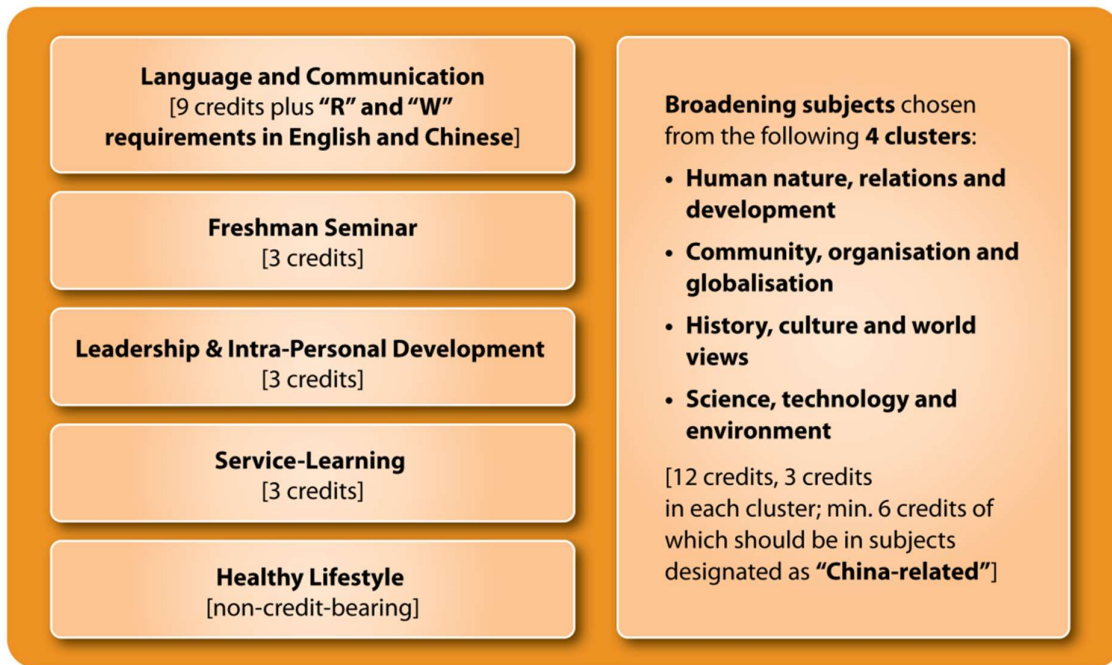 Language and Communication
[9 credits plus “R” and “W”
requirements in English and Chinese]
Freshman Seminar
[3 credits]
Leadership & Intra-Personal Development
[3 credits]
Service-Learning
[3 credits]
Healthy Lifestyle
[non-credit-bearing]
Broadening subjects chosen
from the following 4 clusters:
• Human nature, relations and
development
• Community, organisation and
globalisation
• History, culture and world
views
• Science, technology and
environment
[12 credits, 3 credits
in each cluster; min. 6 credits of
which should be in subjects
designated as “China-related”]